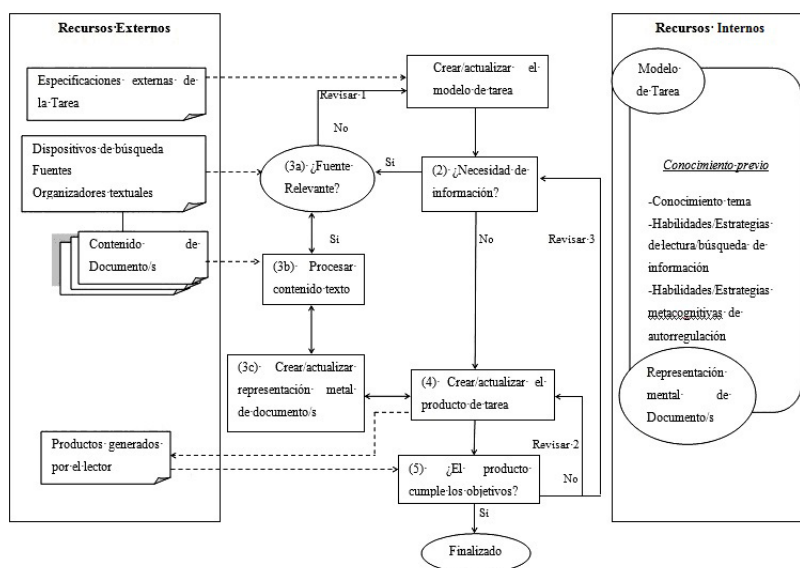 Recursos Externos
Especificaciones externas de
la Tarea
Dispositivos de búsqueda
Fuentes
Organizadores textuales
Contenido de
Documento/s
Productos generados
por el lector
Crear/actualizar el
modelo de tarea
Revisar 1
No
(3a) ¿Fuente
Relevante?
Si
(2) ¿Necesidad de
información?
Si
No
Revisar 3
(3b) Procesar
contenido texto
(3c) Crear/actualizar
representación metal
de documento/s
(4) Crear/actualizar el
producto de tarea
Revisar 2
No
(5) ¿El producto
cumple los objetivos?
Si
Finalizado
Recursos Internos
Modelo
de Tarea
Conocimiento previo
-Conocimiento tema
-Habilidades/Estrategias
de lectura/búsqueda de
información
-Habilidades/Estrategias
metacognitivas de
autorregulación
Representación
mental de
Documento/s